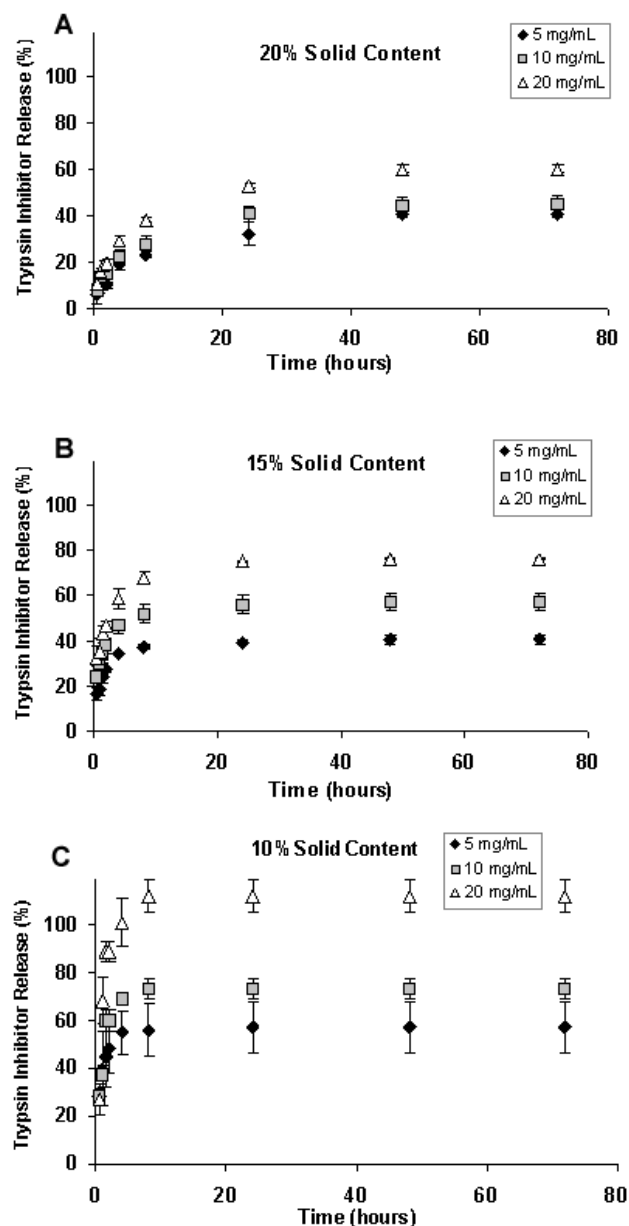 A
20% Solid Content
5 mg/mL
10 mg/mL
20 mg/mL
Trypsin Inhibitor Release (%)
100
80
60
40
20
0
0 20 40 60 80
Time (hours)
B
15% Solid Content
5 mg/mL
10 mg/mL
20 mg/mL
Trypsin Inhibitor Release (%)
100
80
60
40
20
0
0 20 40 60 80
Time (hours)
C
10% Solid Content
5 mg/mL
10 mg/mL
20 mg/mL
Trypsin Inhibitor Release (%)
100
80
60
40
20
0
0 20 40 60 80
Time (hours)